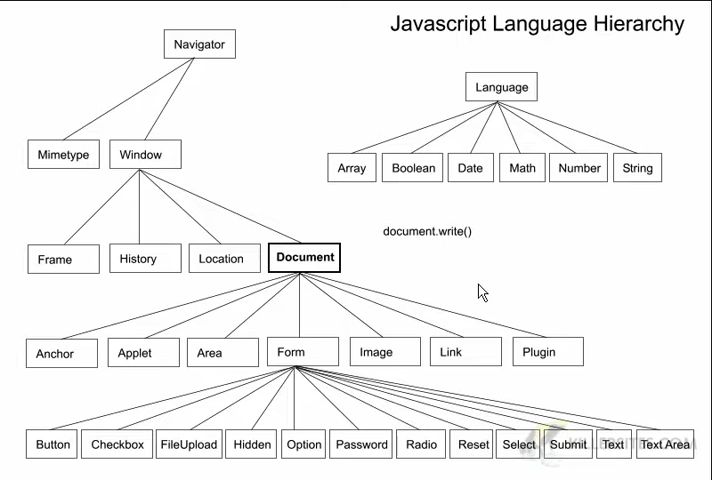 Javascript Language Hierarchy
Navigator
Language
Mimetype
Window
Array
Boolean
Date
Math
Number
String
document.write()
Frame
History
Location
Document
Anchor
Applet
Area
Form
Image
Link
Plugin
Button
Checkbox
FileUpload
Hidden
Option
Password
Radio
Reset
Select
Submit
Text
Text Area
KILLERSITES.COM